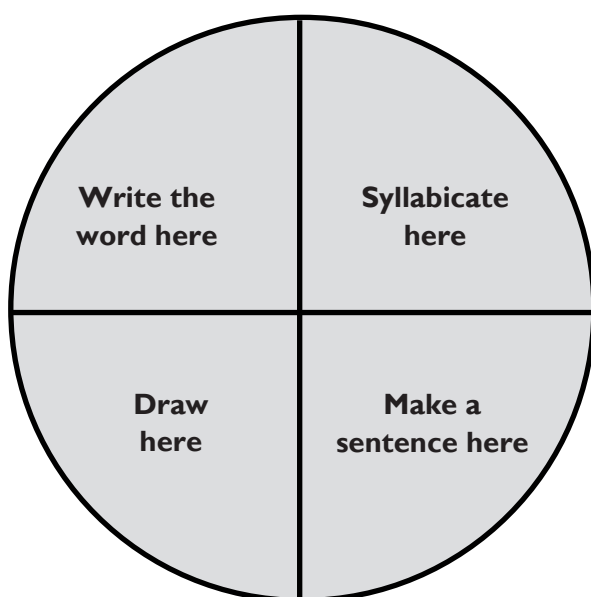 Write the
word here
Syllabicate
here
Draw
here
Make a
sentence here